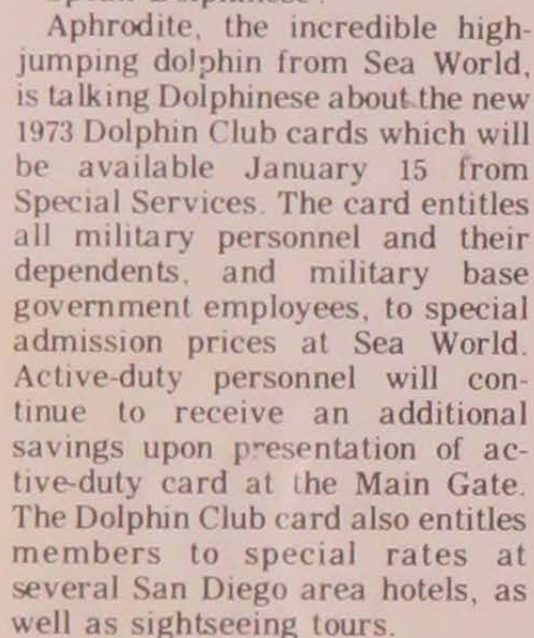 Aphrodite, the incredible high-
jumping dolphin from Sea World,
is talking Dolphinese about the new
1973 Dolphin Club cards which will
be available January 15 from
Special Services. The card entitles
all military personnel and their
dependents, and military base
government employees, to special
admission prices at Sea World.
Active-duty personnel will con-
tinue to receive an additional
savings upon presentation of ac-
tive-duty card at the Main Gate.
The Dolphin Club card also entitles
members to special rates at
several San Diego area hotels, as
well as sightseeing tours.